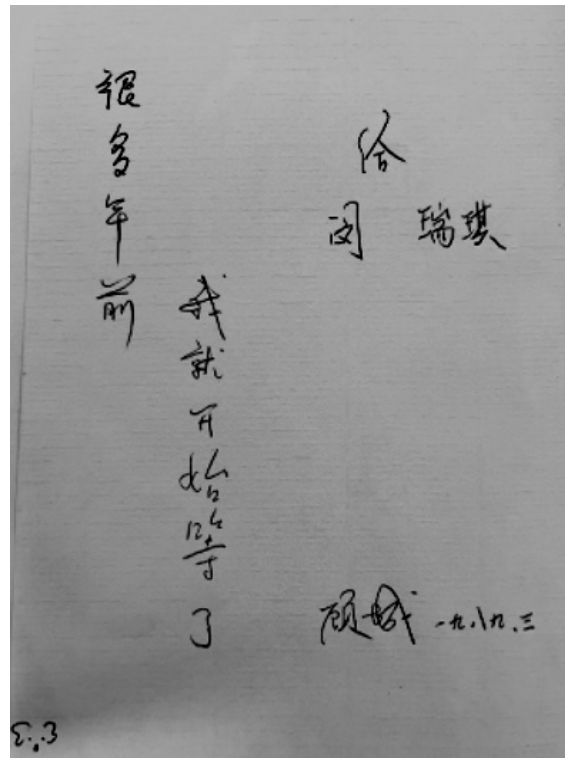 很多年前
我就开始等了
给
闵 瑞琪
顾城 一九八九.三